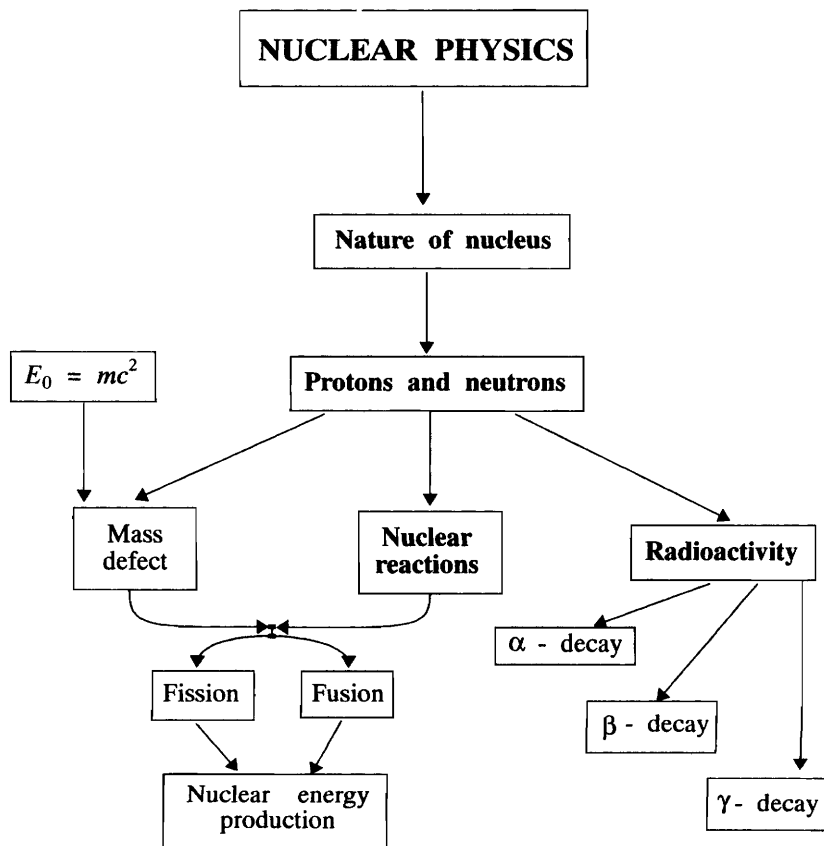 NUCLEAR PHYSICS
Nature of nucleus
E₀ = mc²
Protons and neutrons
Mass
defect
Nuclear
reactions
Radioactivity
α - decay
Fission
Fusion
β - decay
Nuclear energy
production
γ - decay